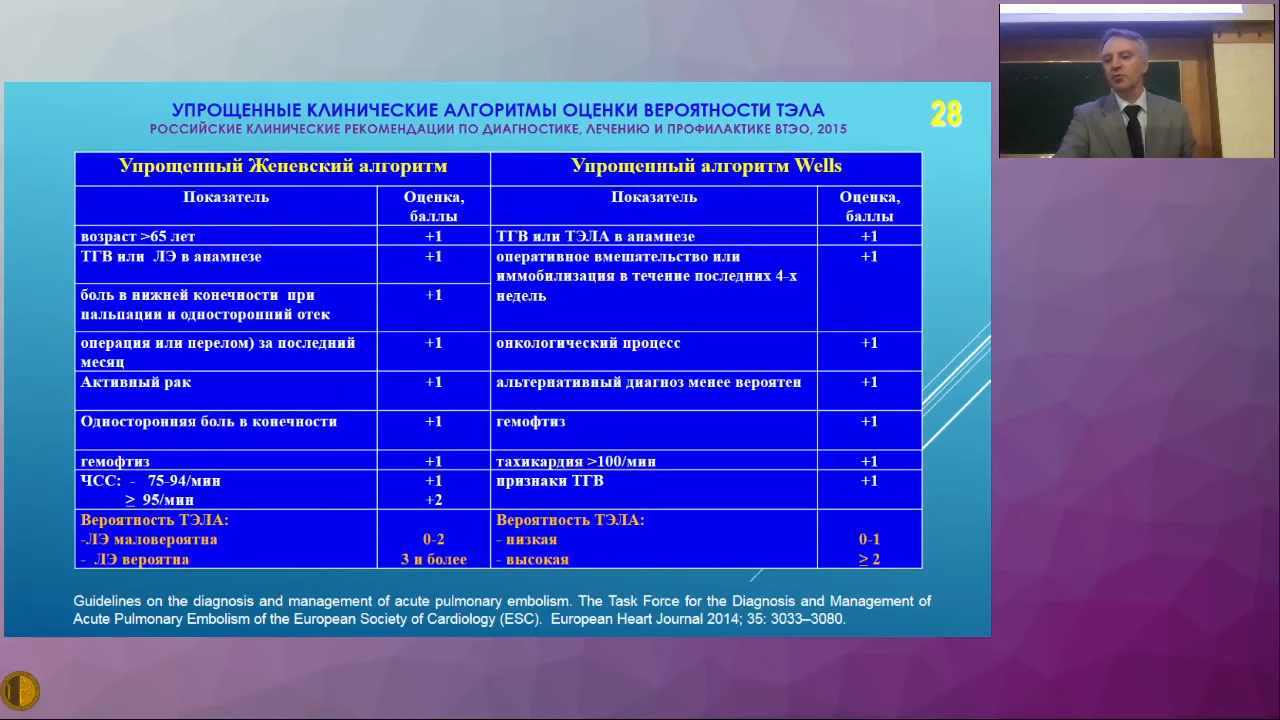 УПРОЩЕННЫЕ КЛИНИЧЕСКИЕ АЛГОРИТМЫ ОЦЕНКИ ВЕРОЯТНОСТИ ТЭЛА
28
РОССИЙСКИЕ КЛИНИЧЕСКИЕ РЕКОМЕНДАЦИИ ПО ДИАГНОСТИКЕ, ЛЕЧЕНИЮ И ПРОФИЛАКТИКЕ ВТЭО, 2015
Упрощенный Женевский алгоритм
Упрощенный алгоритм Wells
Показатель
Оценка,
баллы
Показатель
Оценка,
баллы
возраст >65 лет
+1
ТГВ или ТЭЛА в анамнезе
+1
ТГВ или ЛЭ в анамнезе
+1
оперативное вмешательство или
иммобилизация в течение последних 4-х
недель
+1
боль в нижней конечности при
пальпации и односторонний отек
+1
операция или перелом) за последний
месяц
+1
онкологический процесс
+1
Активный рак
+1
альтернативный диагноз менее вероятен
+1
Односторонняя боль в конечности
+1
гемофтиз
+1
гемофтиз
+1
тахикардия >100/мин
+1
ЧСС: - 75-94/мин
+1
≥ 95/мин
+2
признаки ТГВ
+1
Вероятность ТЭЛА:
-ЛЭ маловероятна
0-2
- ЛЭ вероятна
3 и более
Вероятность ТЭЛА:
- низкая
0-1
- высокая
≥ 2
Guidelines on the diagnosis and management of acute pulmonary embolism. The Task Force for the Diagnosis and Management of
Acute Pulmonary Embolism of the European Society of Cardiology (ESC). European Heart Journal 2014; 35: 3033–3080.